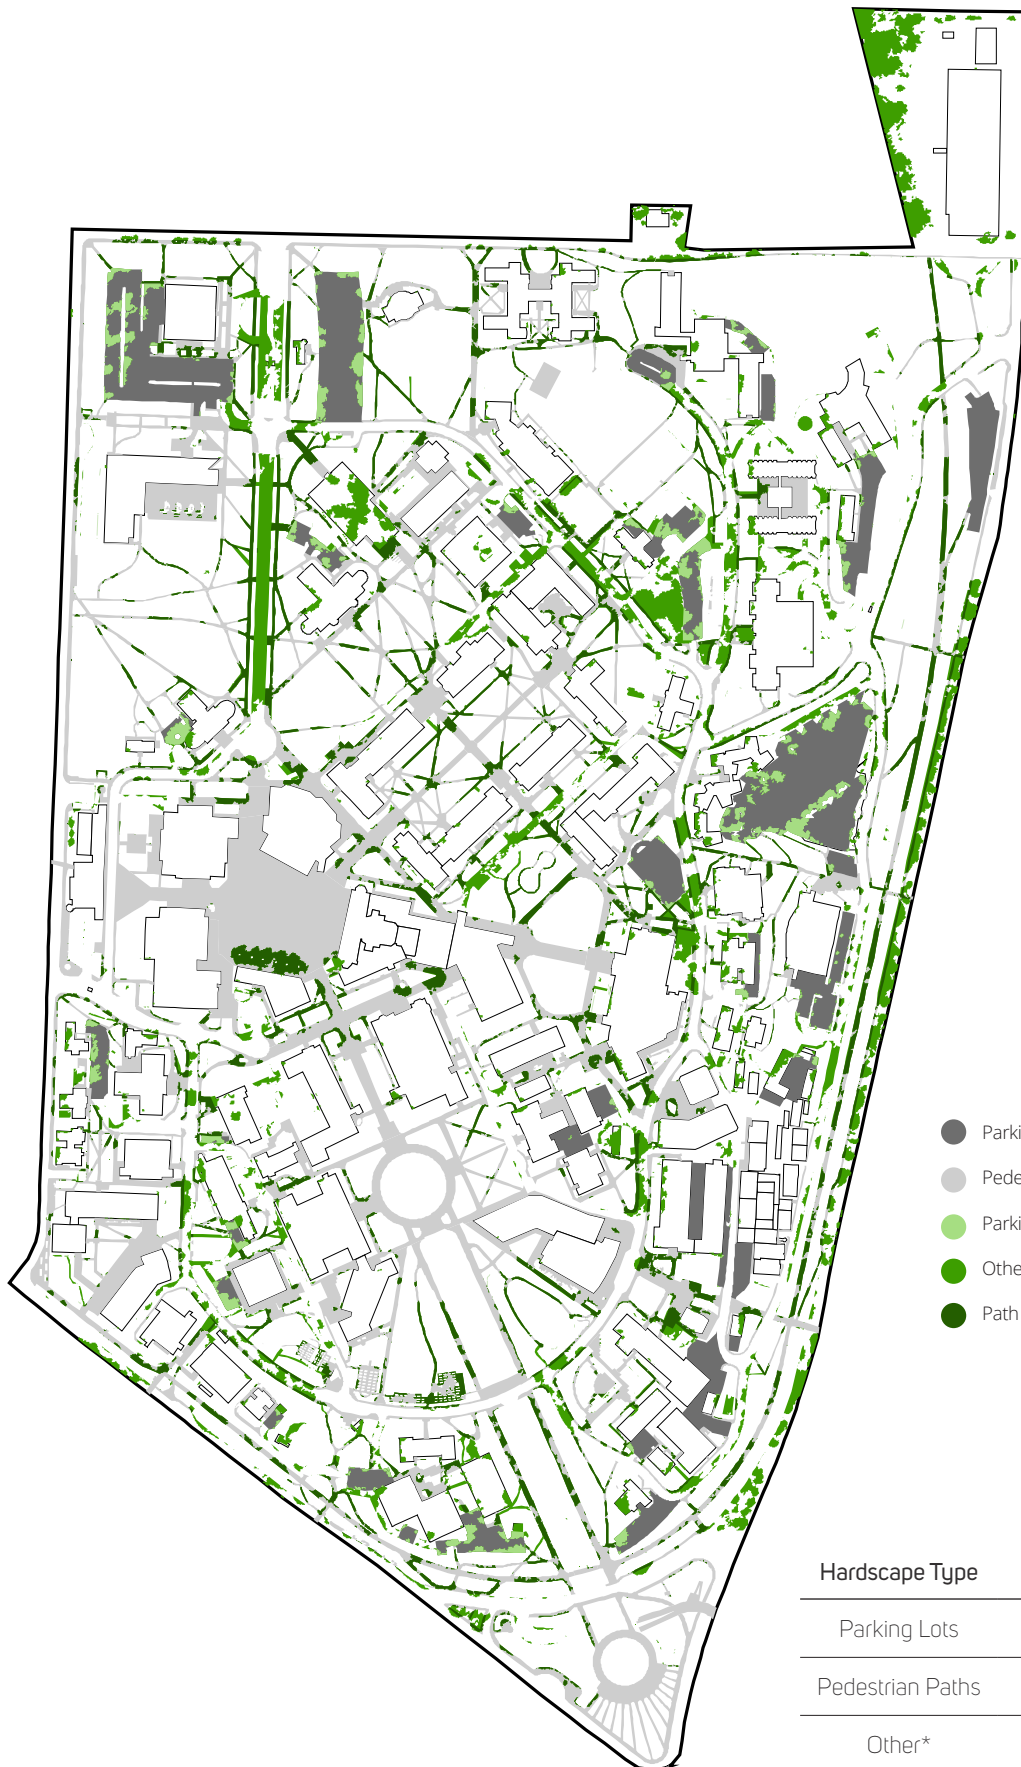 Parki
Pede
Parki
Othe
Path
Hardscape Type
Parking Lots
Pedestrian Paths
Other*